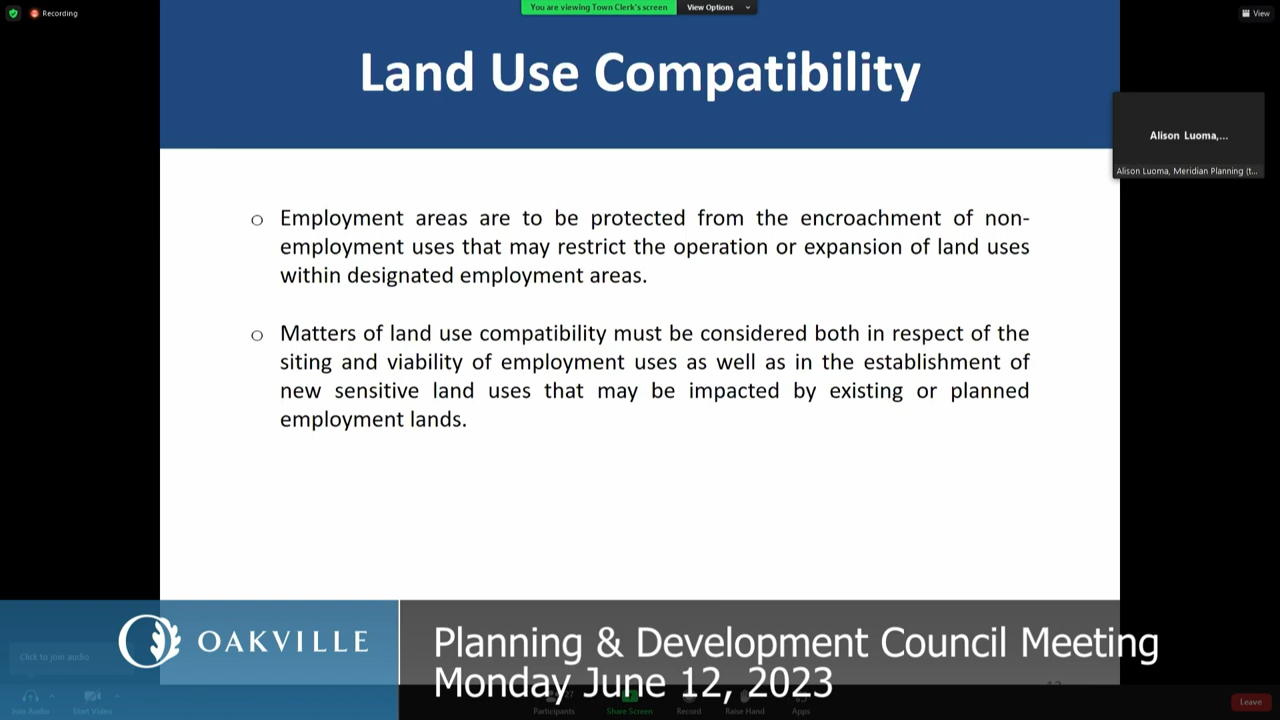 Recording
You are viewing Town Clerk's screen
View Options
View
Land Use Compatibility
Alison Luoma,...
Alison Luoma, Meridian Planning (t...
o Employment areas are to be protected from the encroachment of non-
employment uses that may restrict the operation or expansion of land uses
within designated employment areas.
o Matters of land use compatibility must be considered both in respect of the
siting and viability of employment uses as well as in the establishment of
new sensitive land uses that may be impacted by existing or planned
employment lands.
OAKVILLE
Planning & Development Council Meeting
Monday June 12, 2023
Click to join audio
Join Audio
Start Video
Participants
Share Screen
Record
Raise Hand
Apps
Leave